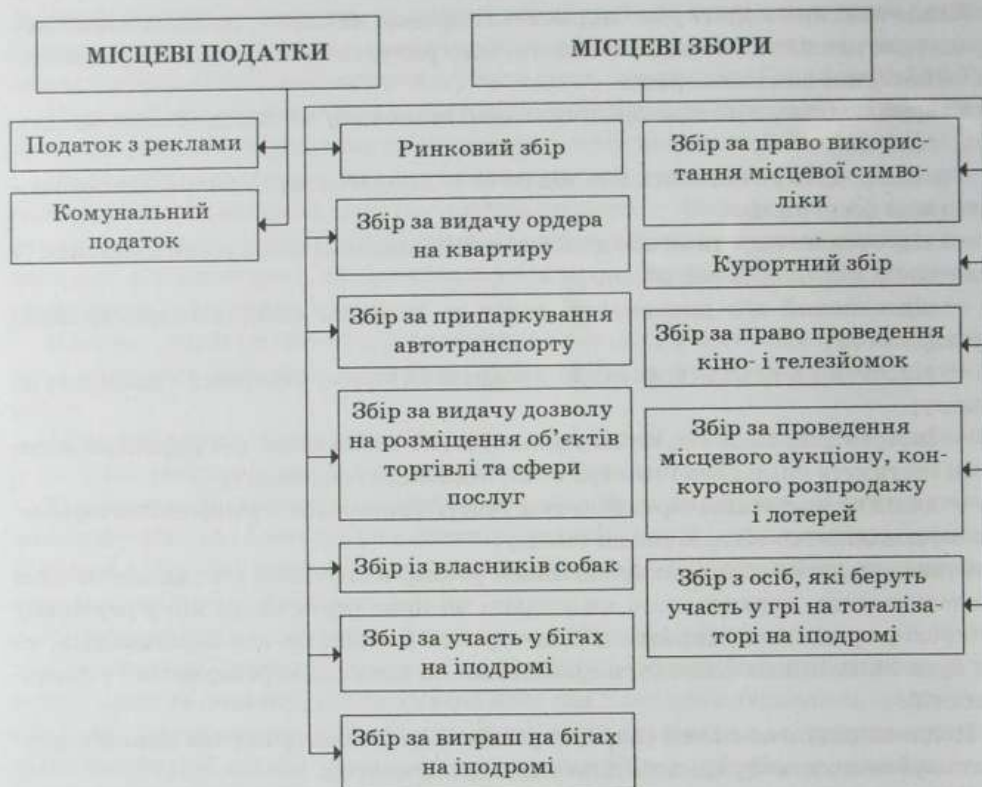 МІСЦЕВІ ПОДАТКИ
МІСЦЕВІ ЗБОРИ
Податок з реклами
Комунальний
податок
Ринковий збір
Збір за видачу ордера
на квартиру
Збір за припаркування
автотранспорту
Збір за видачу дозволу
на розміщення об’єктів
торгівлі та сфери
послуг
Збір із власників собак
Збір за участь у бігах
на іподромі
Збір за виграш на бігах
на іподромі
Збір за право викорис-
тання місцевої симво-
ліки
Курортний збір
Збір за право проведення
кіно- і телезйомок
Збір за проведення
місцевого аукціону, кон-
курсного розпродажу
і лотерей
Збір з осіб, які беруть
участь у грі на тоталіза-
торі на іподромі